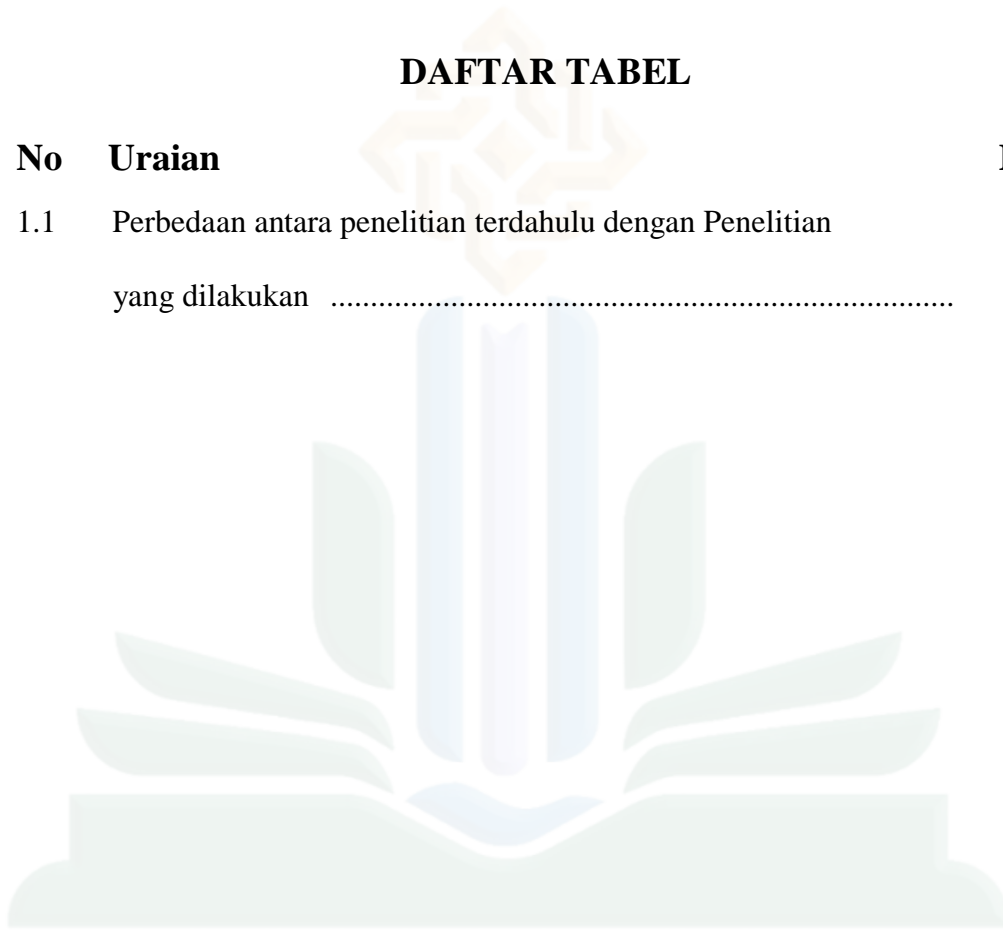 DAFTAR TABEL
No Uraian
1.1 Perbedaan antara penelitian terdahulu dengan Penelitian
yang dilakukan ..............................................................................